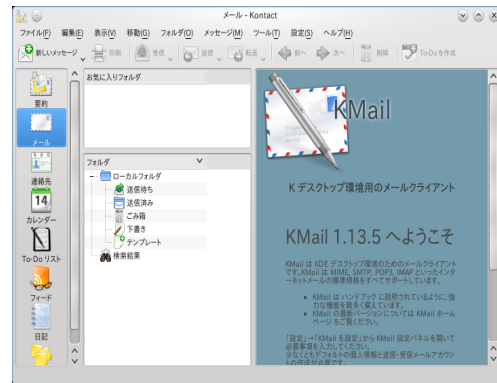 メール - Kontact
ファイル(F) 編集(E) 表示(V) 移動(G) フォルダ(O) メッセージ(M) ツール(T) 設定(S) ヘルプ(H)
新しいメッセージ 印刷 受信 返信 転送 前へ 次へ 削除 To-Do を作成
要約
メール
連絡先
14
カレンダー
To-Do リスト
フィード
日記
お気に入りフォルダ
フォルダ
ローカルフォルダ
送信待ち
送信済み
ごみ箱
下書き
テンプレート
検索結果
KMail
K デスクトップ環境用のメールクライアント
KMail 1.13.5 へようこそ
KMail は KDE デスクトップ環境のためのメールクライアント
です。KMail は MIME, SMTP, POP3, IMAP といったインタ
ーネットメールの標準規格をすべてサポートしています。
KMail は ハンドブック に説明されているように、強
力な機能を数多く備えています。
KMail の最新バージョンについては KMail ホーム
ページ をご覧ください。
「設定」→「KMail を設定」から KMail 設定パネルを開いて
必要事項を入力してください。
少なくともデフォルトの個人情報と送信・受信メールアカウン
トの作成が必要です。